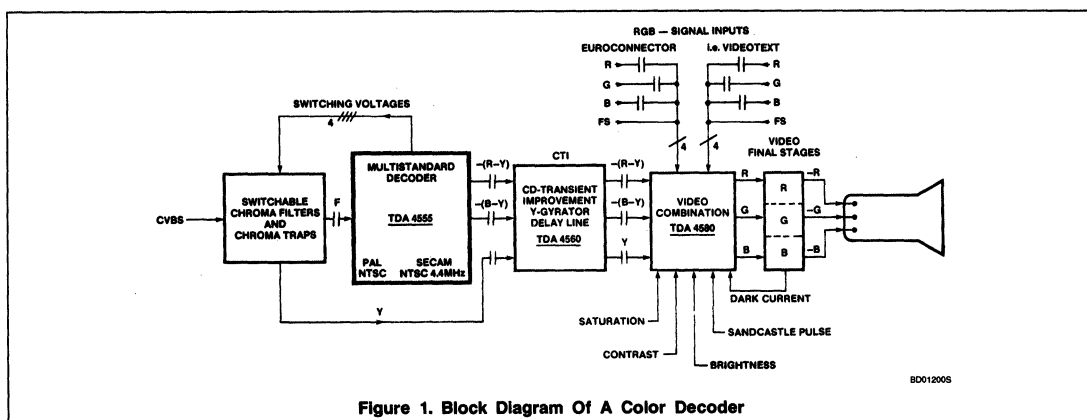 RGB — SIGNAL INPUTS
EUROCONNECTOR
i.e. VIDEOTEXT
R
G
B
FS
R
G
B
FS
4
4
SWITCHING VOLTAGES
4
SWITCHABLE
CHROMA FILTERS
AND
CHROMA TRAPS
CVBS
F
MULTISTANDARD
DECODER
TDA 4555
PAL SECAM
NTSC NTSC 4.4MHz
Y
–(R–Y)
–(B–Y)
CTI
CD-TRANSIENT
IMPROVEMENT
Y-GYRATOR
DELAY LINE
TDA 4560
–(R–Y)
–(B–Y)
Y
VIDEO
COMBINATION
TDA 4580
R
G
B
VIDEO
FINAL STAGES
R
G
B
–R
–G
–B
DARK CURRENT
SATURATION
CONTRAST
BRIGHTNESS
SANDCASTLE PULSE
BD01200S
Figure 1. Block Diagram Of A Color Decoder